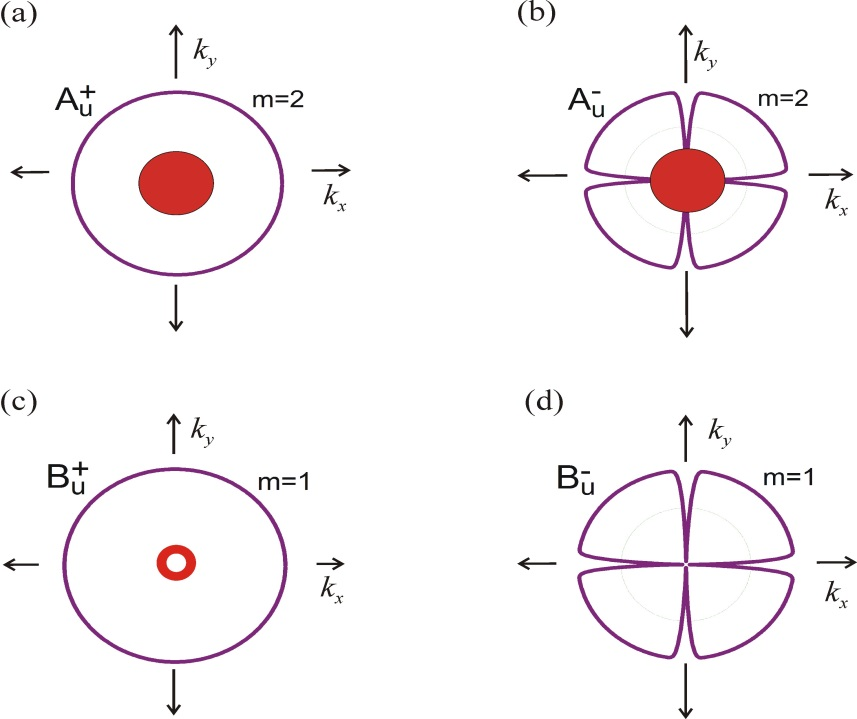 (a)
k_y
A_u^+
m=2
k_x
(b)
k_y
A_u^-
m=2
k_x
(c)
k_y
B_u^+
m=1
k_x
(d)
k_y
B_u^-
m=1
k_x